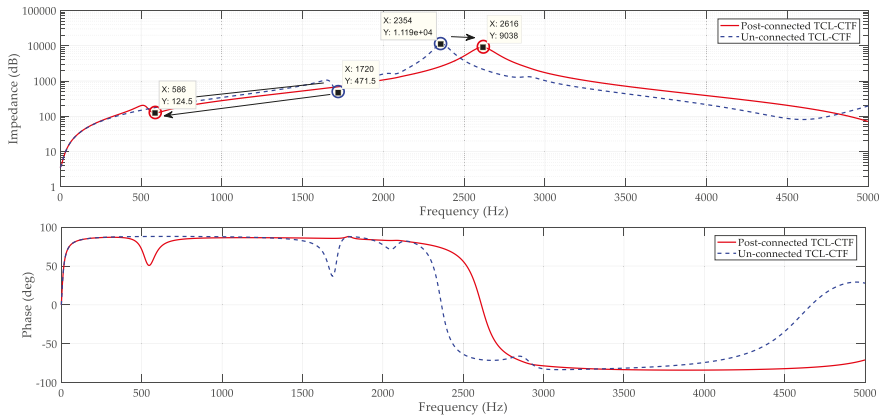 100000
10000
1000
100
10
1
Impedance (dB)
X: 2354
Y: 1.119e+04
X: 2616
Y: 9038
X: 1720
Y: 471.5
X: 586
Y: 124.5
Post-connected TCL-CTF
Un-connected TCL-CTF
0 500 1000 1500 2000 2500 3000 3500 4000 4500 5000
Frequency (Hz)
100
50
0
-50
-100
Phase (deg)
Post-connected TCL-CTF
Un-connected TCL-CTF
0 500 1000 1500 2000 2500 3000 3500 4000 4500 5000
Frequency (Hz)